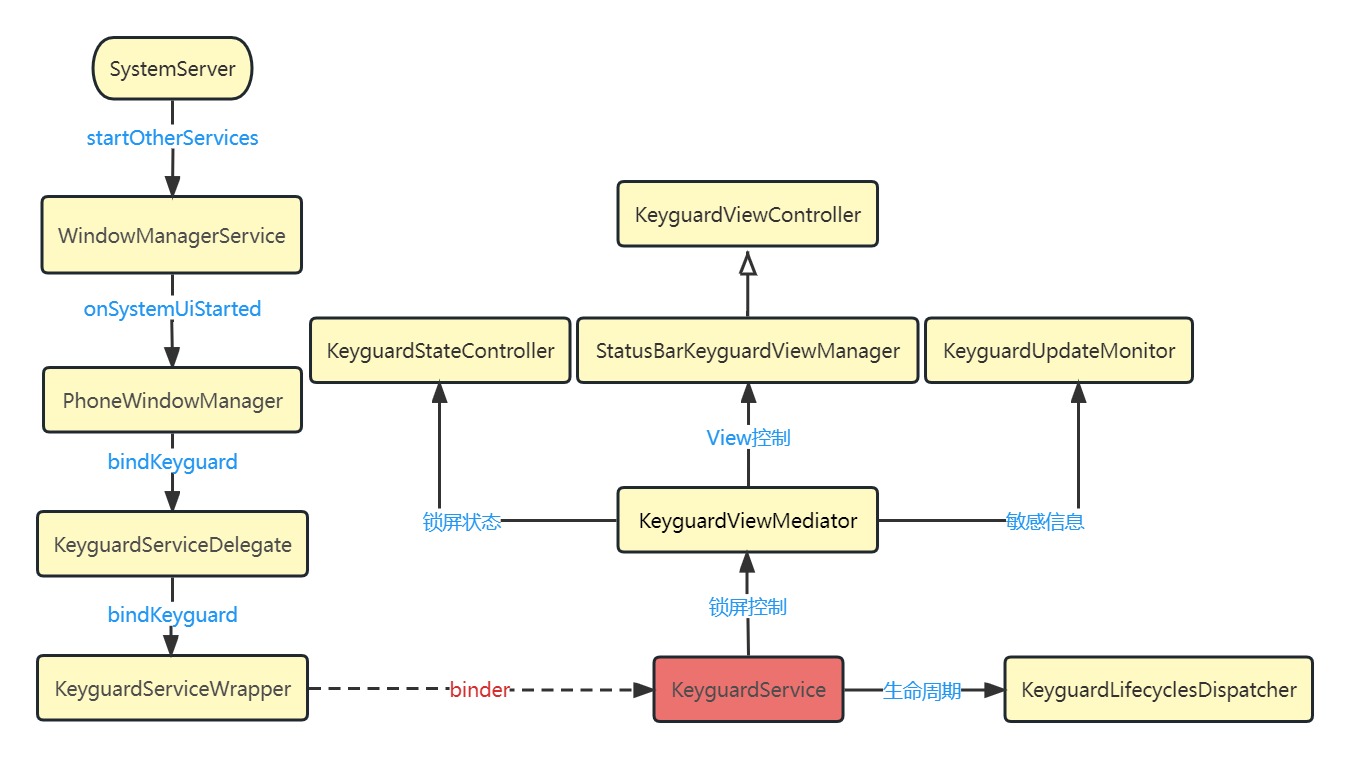 SystemServer
startOtherServices
WindowManagerService
onSystemUiStarted
PhoneWindowManager
bindKeyguard
KeyguardServiceDelegate
bindKeyguard
KeyguardServiceWrapper
binder
KeyguardService
生命周期
KeyguardLifecyclesDispatcher
锁屏控制
KeyguardViewMediator
锁屏状态
View控制
敏感信息
KeyguardStateController
StatusBarKeyguardViewManager
KeyguardUpdateMonitor
KeyguardViewController